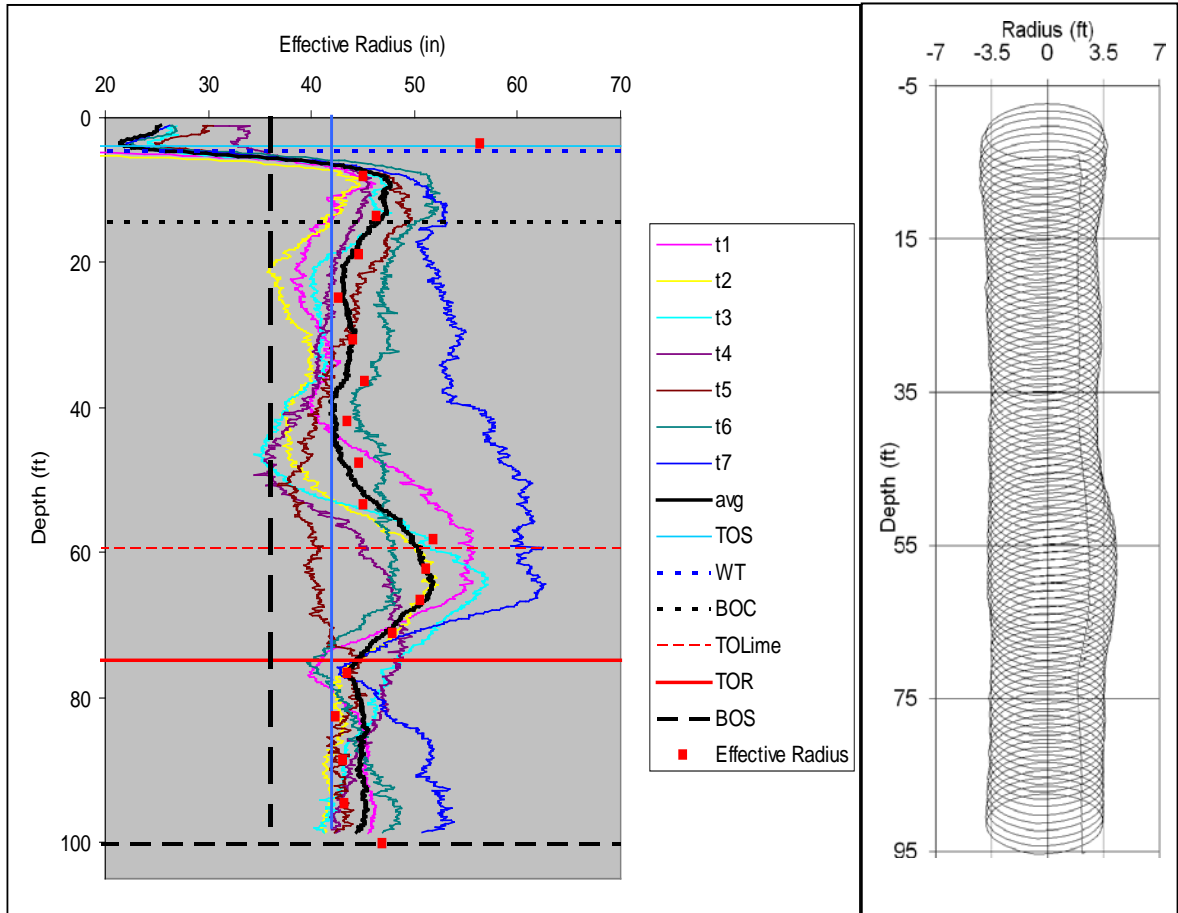 Effective Radius (in)
20 30 40 50 60 70
0
20
40
60
80
100
Depth (ft)
t1
t2
t3
t4
t5
t6
t7
avg
TOS
WT
BOC
TOLime
TOR
BOS
Effective Radius
Radius (ft)
-7 -3.5 0 3.5 7
-5
15
35
55
75
95
Depth (ft)